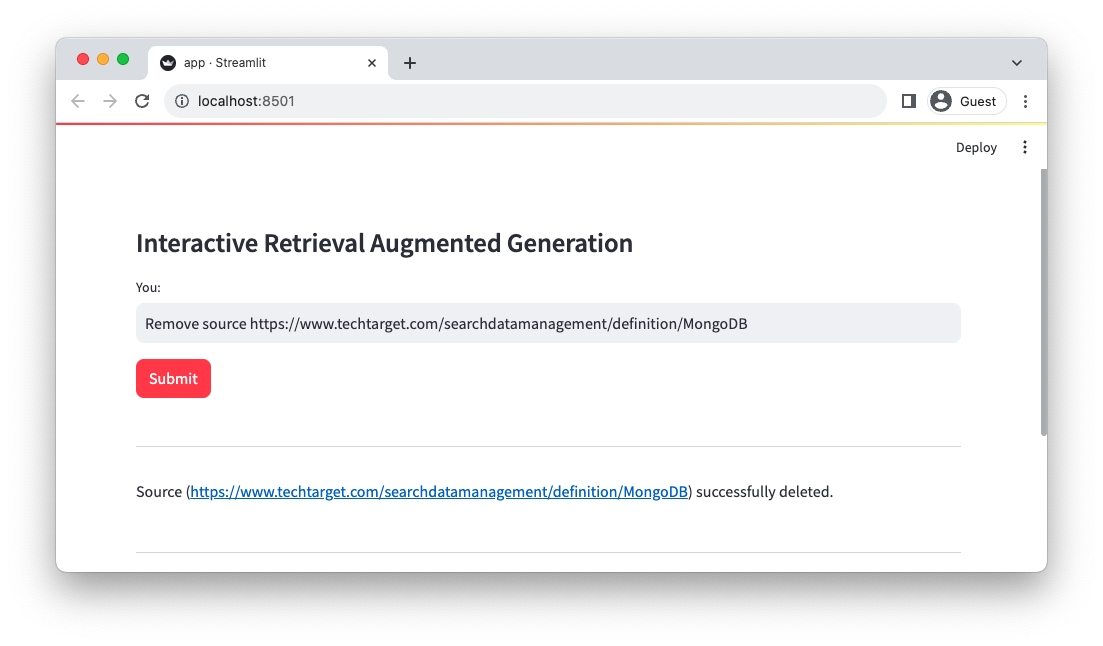 app · Streamlit
localhost:8501
Guest
Deploy
Interactive Retrieval Augmented Generation
You:
Remove source https://www.techtarget.com/searchdatamanagement/definition/MongoDB
Submit
Source (https://www.techtarget.com/searchdatamanagement/definition/MongoDB) successfully deleted.